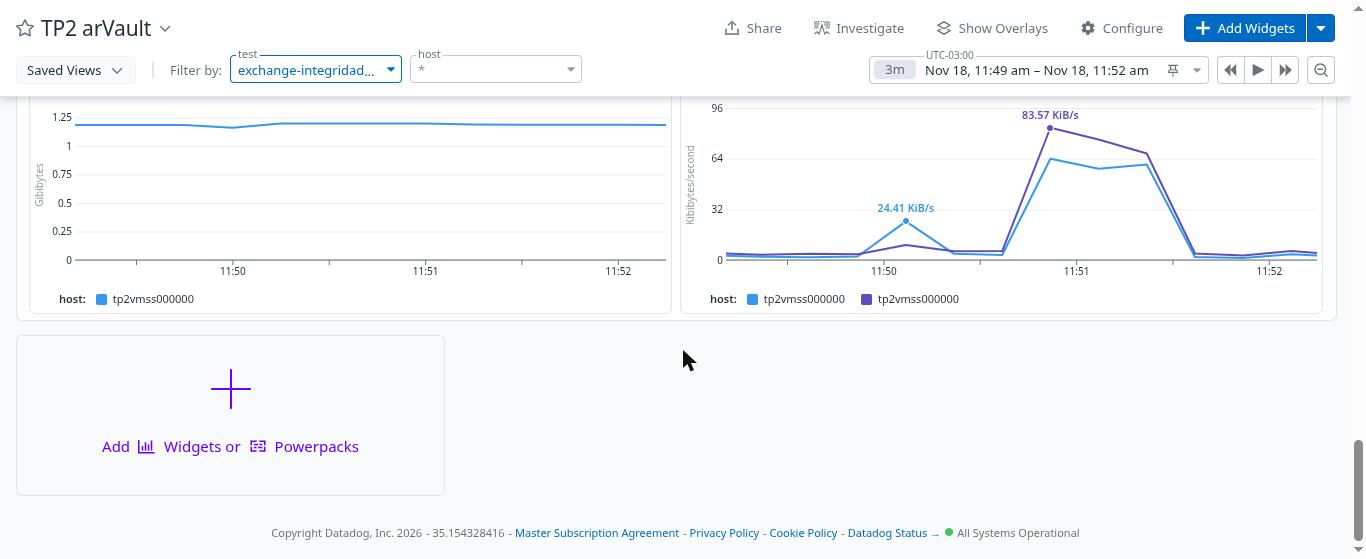 TP2 arVault
Share
Investigate
Show Overlays
Configure
Add Widgets
Saved Views
Filter by:
test
exchange-integridad...
host
*
UTC-03:00
3m
Nov 18, 11:49 am – Nov 18, 11:52 am
1.25
1
0.75
0.5
0.25
0
Gibibytes
11:50
11:51
11:52
host:
tp2vmss000000
96
64
32
0
Kibibytes/second
24.41 KiB/s
83.57 KiB/s
11:50
11:51
11:52
host:
tp2vmss000000
tp2vmss000000
Add Widgets or Powerpacks
Copyright Datadog, Inc. 2026 - 35.154328416 - Master Subscription Agreement - Privacy Policy - Cookie Policy - Datadog Status → All Systems Operational